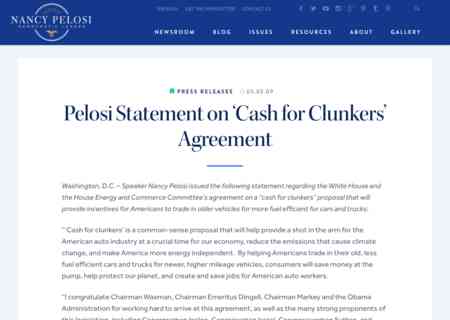 ESPAÑOL GET THE NEWSLETTER CONTACT US
NANCY PELOSI
DEMOCRATIC LEADER
NEWSROOM BLOG ISSUES RESOURCES ABOUT GALLERY
PRESS RELEASES 05.05.09
Pelosi Statement on ‘Cash for Clunkers’
Agreement
Washington, D.C. – Speaker Nancy Pelosi issued the following statement regarding the White House and
the House Energy and Commerce Committee’s agreement on a “cash for clunkers” proposal that will
provide incentives for Americans to trade in older vehicles for more fuel efficient for cars and trucks:
“‘Cash for clunkers’ is a common-sense proposal that will help provide a shot in the arm for the
American auto industry at a crucial time for our economy, reduce the emissions that cause climate
change, and make America more energy independent. By helping Americans trade in their old, less
fuel efficient cars and trucks for newer, higher mileage vehicles, consumers will save money at the
pump, help protect our planet, and create and save jobs for American auto workers.
“I congratulate Chairman Waxman, Chairman Emeritus Dingell, Chairman Markey and the Obama
Administration for working hard to arrive at this agreement, as well as the many strong proponents of